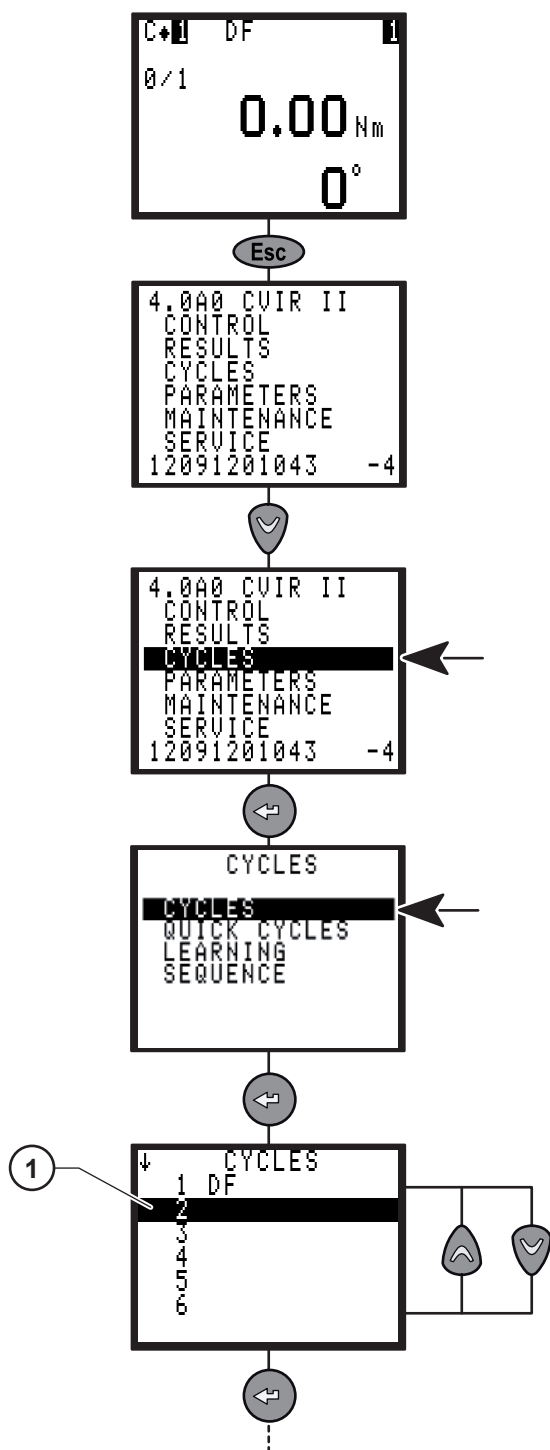 C♦1 DF 1
0/1
0.00 Nm
0°
Esc
4.0A0 CVIR II
CONTROL
RESULTS
CYCLES
PARAMETERS
MAINTENANCE
SERVICE
12091201043 -4
4.0A0 CVIR II
CONTROL
RESULTS
CYCLES
PARAMETERS
MAINTENANCE
SERVICE
12091201043 -4
CYCLES
CYCLES
QUICK CYCLES
LEARNING
SEQUENCE
1
↓ CYCLES
1 DF
2
3
4
5
6